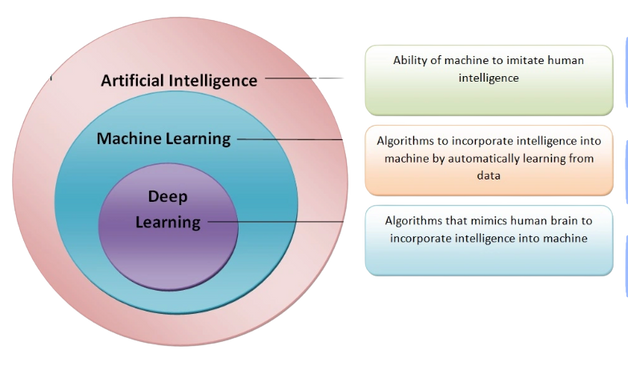 Artificial Intelligence
Machine Learning
Deep
Learning
Ability of machine to imitate human
intelligence
Algorithms to incorporate intelligence into
machine by automatically learning from
data
Algorithms that mimics human brain to
incorporate intelligence into machine